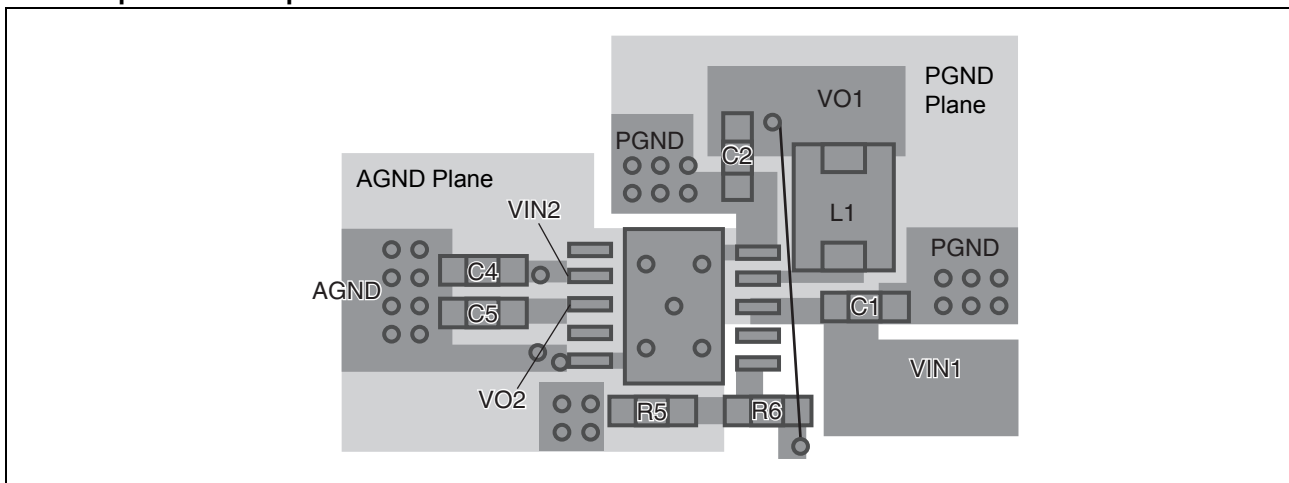 VO1
PGND
Plane
PGND
C2
AGND Plane
VIN2
L1
PGND
C4
AGND
C5
C1
VIN1
VO2
R5
R6